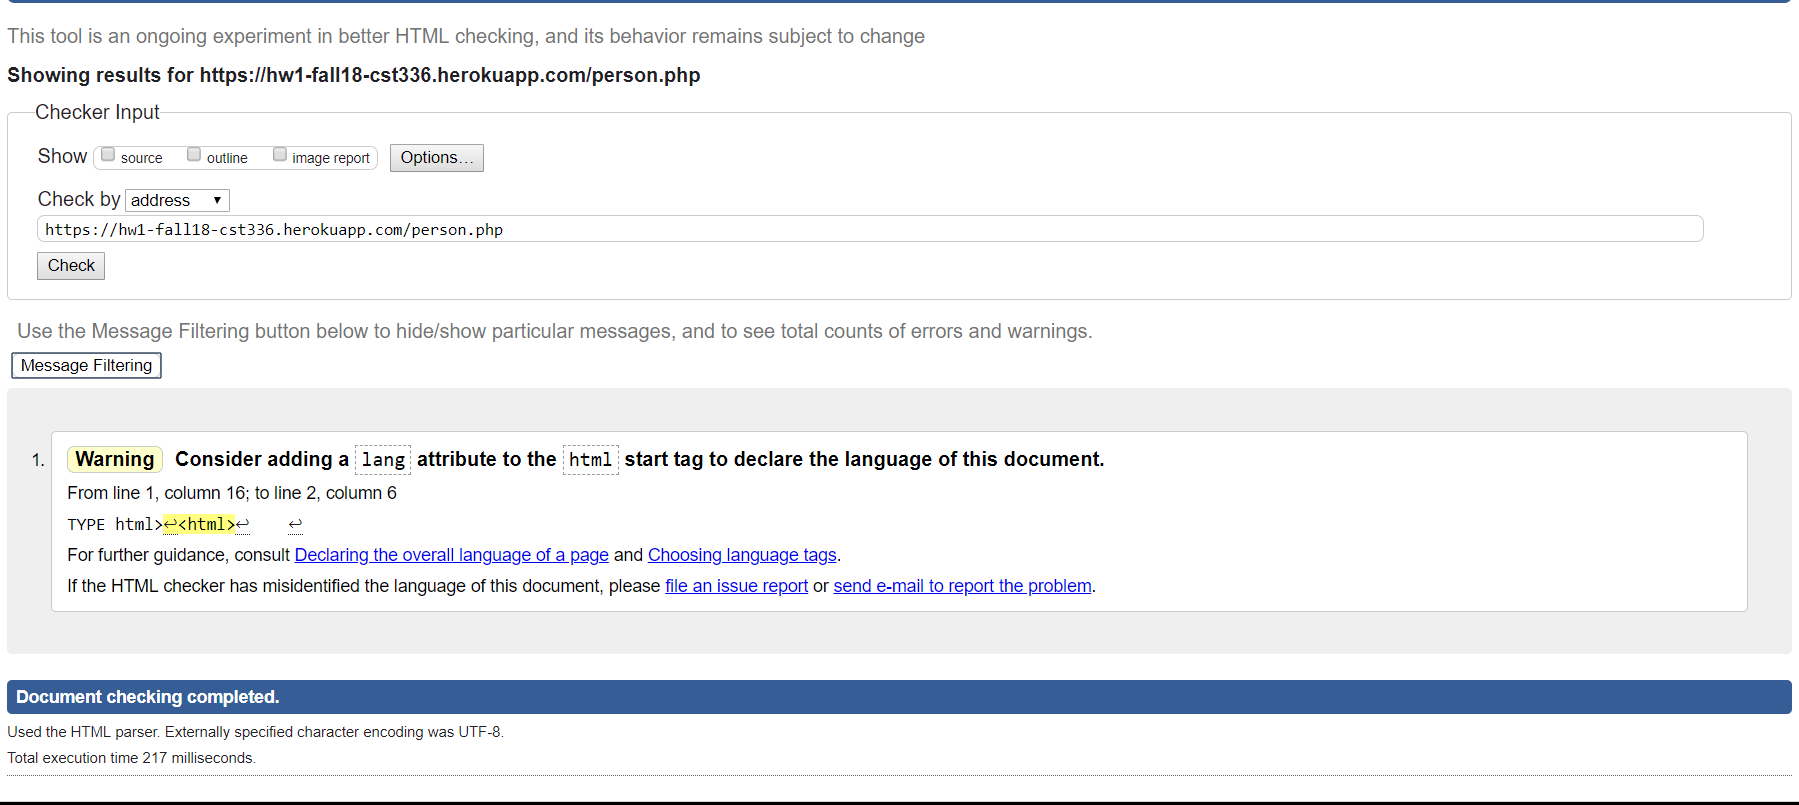 This tool is an ongoing experiment in better HTML checking, and its behavior remains subject to change
Showing results for https://hw1-fall18-cst336.herokuapp.com/person.php
Checker Input
Show source outline image report Options...
Check by address
https://hw1-fall18-cst336.herokuapp.com/person.php
Check
Use the Message Filtering button below to hide/show particular messages, and to see total counts of errors and warnings.
Message Filtering
1. Warning Consider adding a lang attribute to the html start tag to declare the language of this document.
From line 1, column 16; to line 2, column 6
TYPE html>↩<html>↩    ↩
For further guidance, consult Declaring the overall language of a page and Choosing language tags.
If the HTML checker has misidentified the language of this document, please file an issue report or send e-mail to report the problem.
Document checking completed.
Used the HTML parser. Externally specified character encoding was UTF-8.
Total execution time 217 milliseconds.